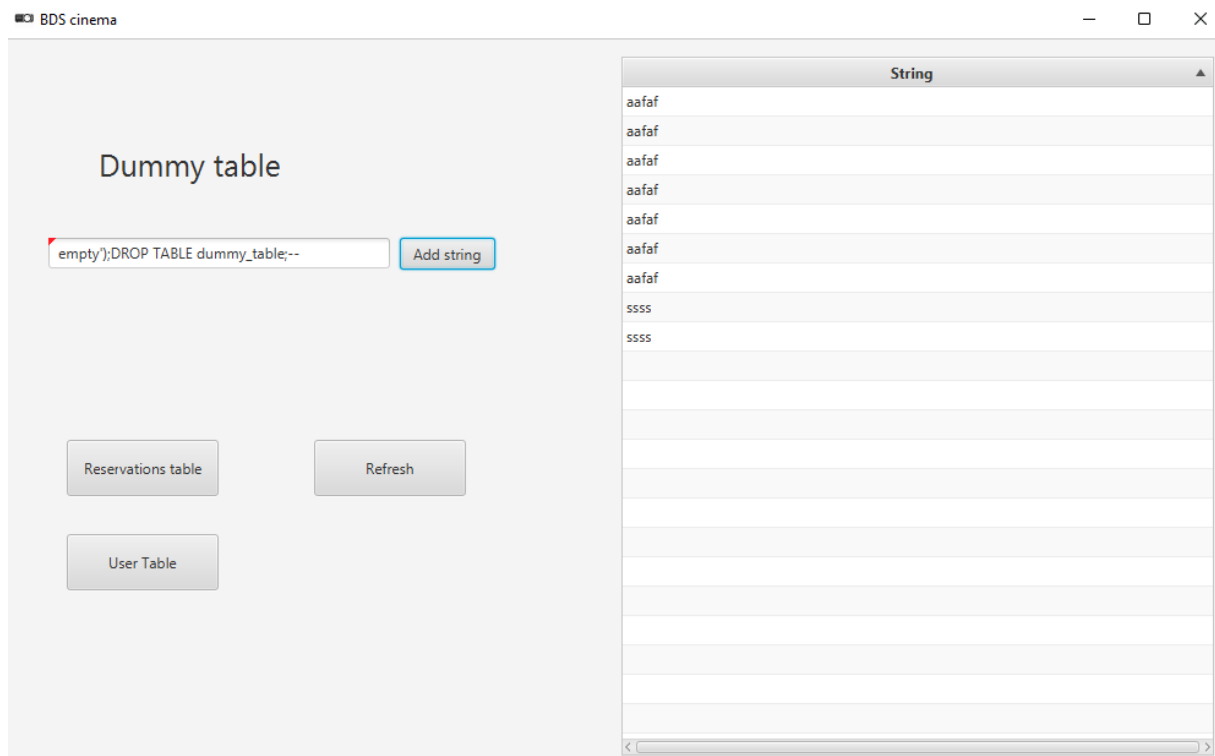 BDS cinema
String
aafaf
aafaf
aafaf
aafaf
aafaf
aafaf
aafaf
ssss
ssss
Dummy table
empty');DROP TABLE dummy_table;--
Add string
Reservations table
Refresh
User Table